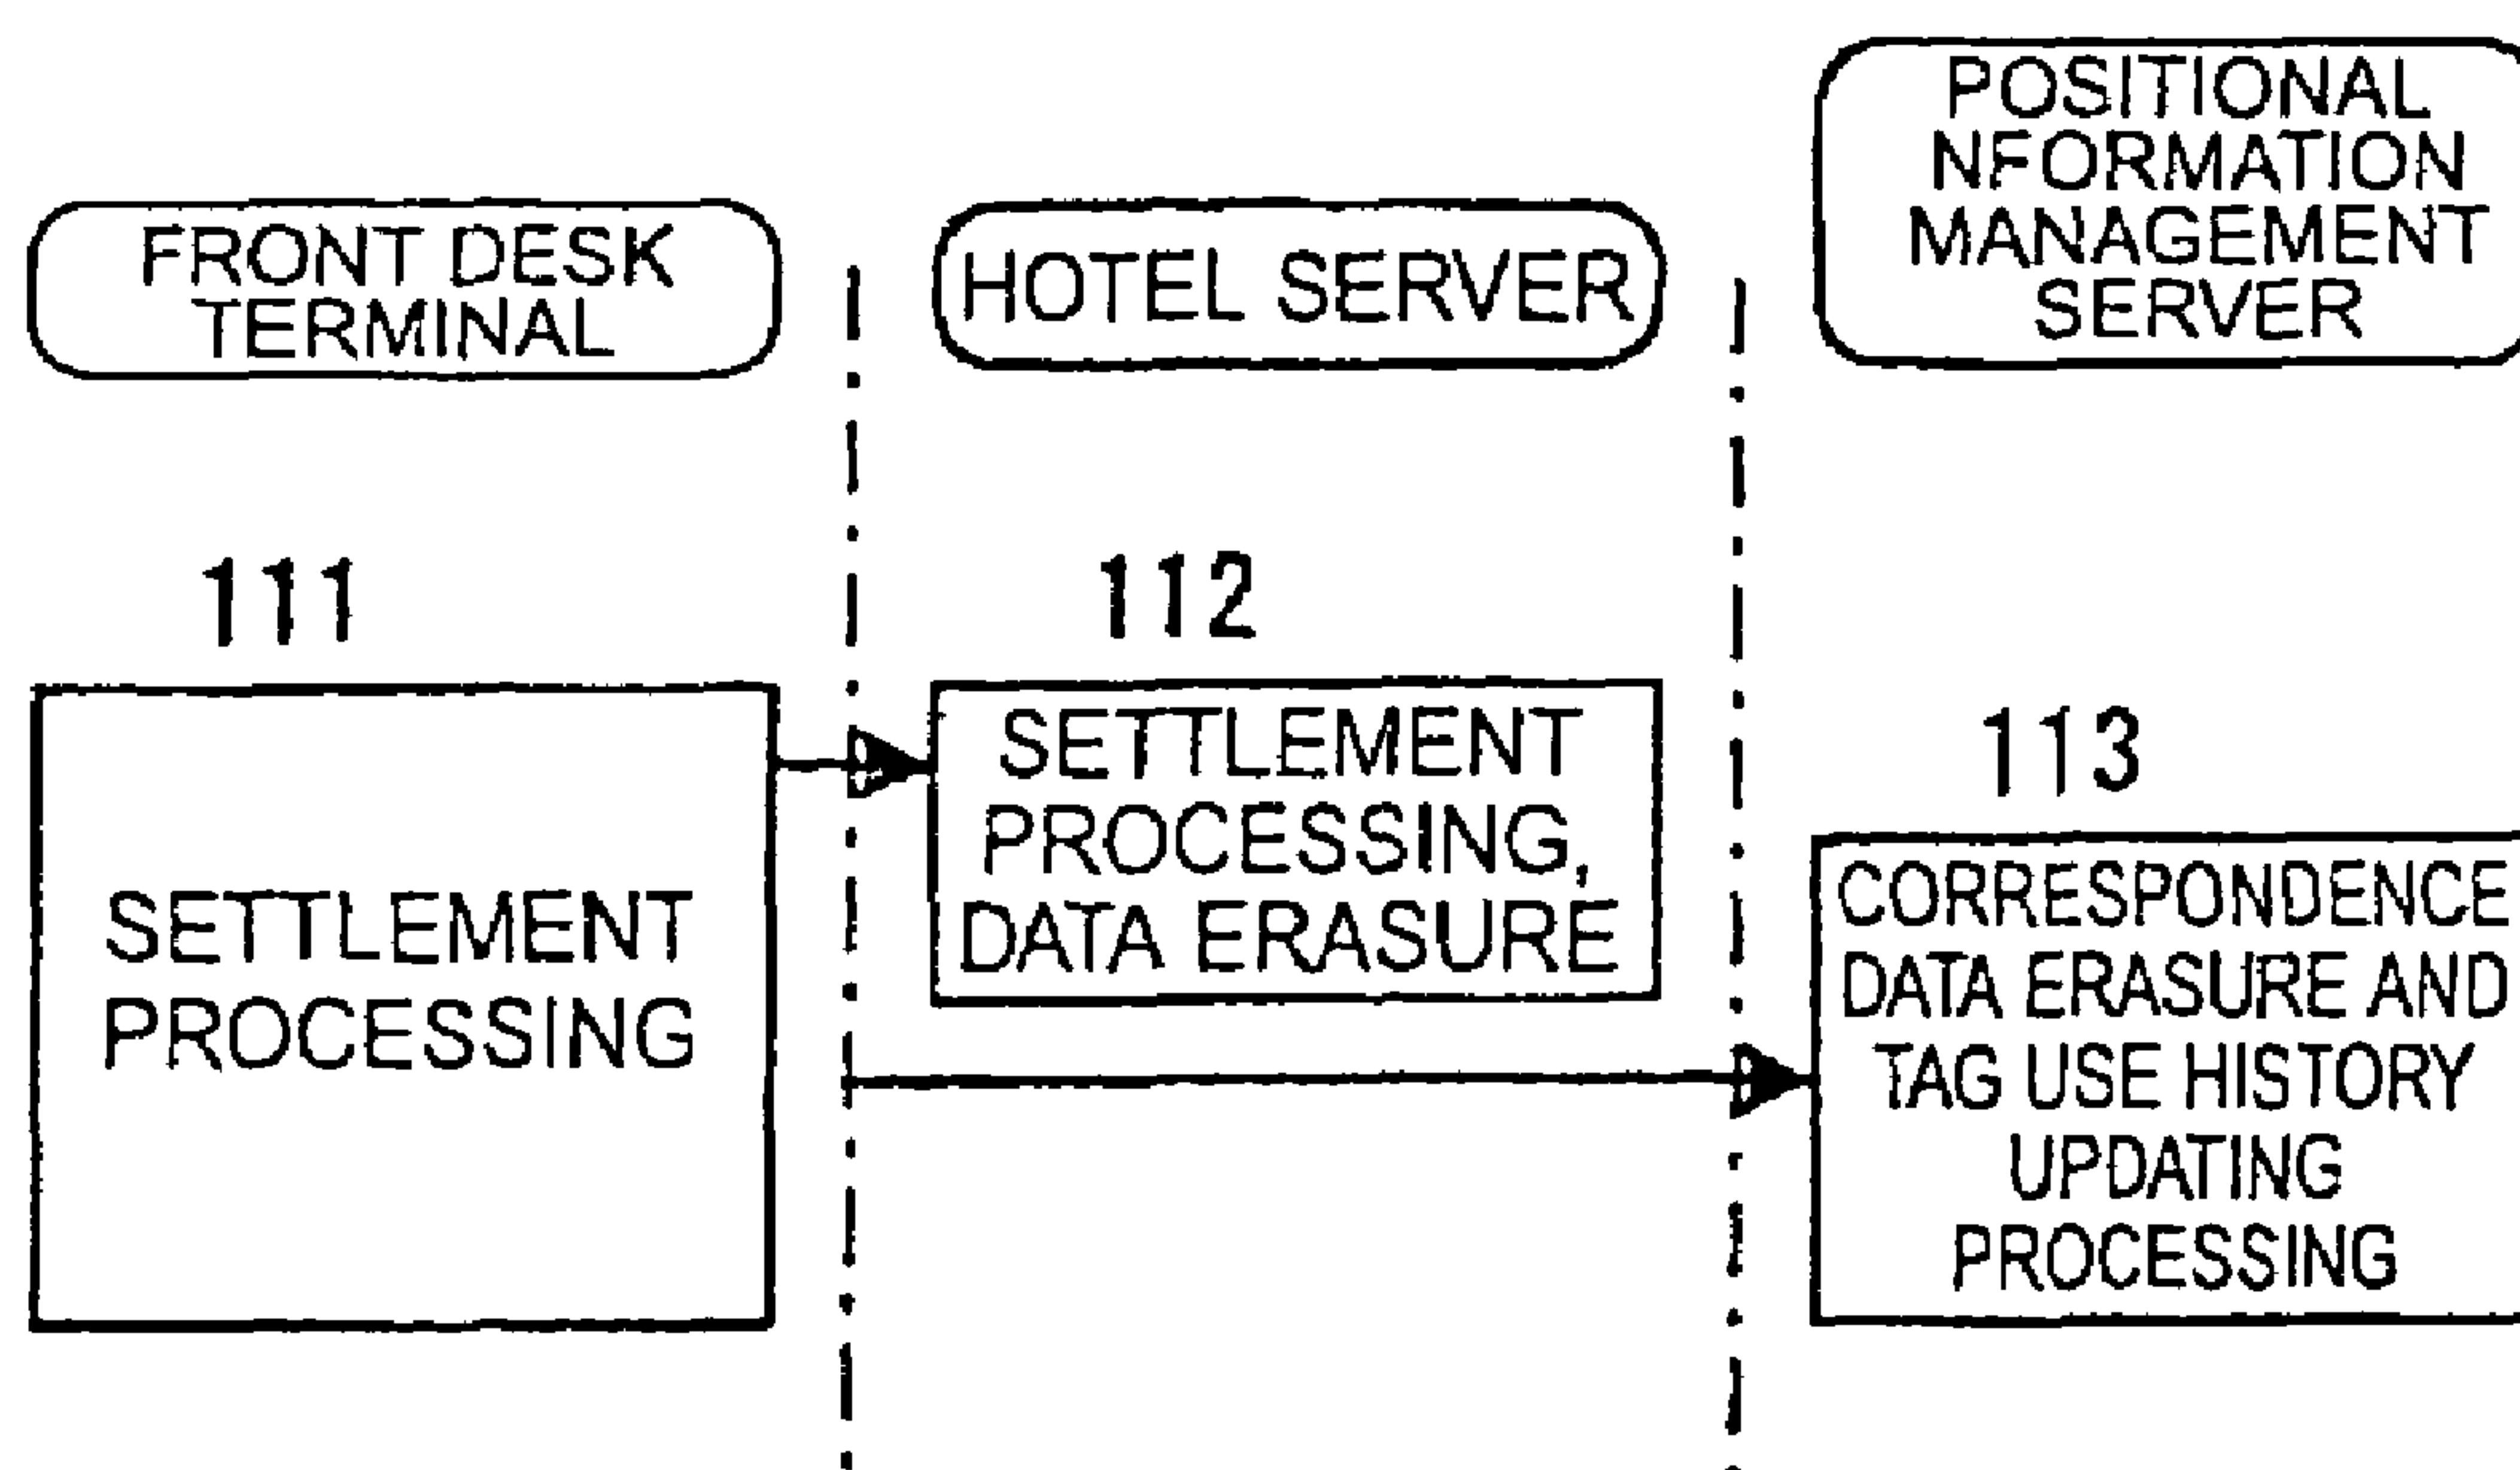 FRONT DESK
TERMINAL
HOTEL SERVER
POSITIONAL
NFORMATION
MANAGEMENT
SERVER
111
SETTLEMENT
PROCESSING
112
SETTLEMENT
PROCESSING,
DATA ERASURE
113
CORRESPONDENCE
DATA ERASURE AND
TAG USE HISTORY
UPDATING
PROCESSING